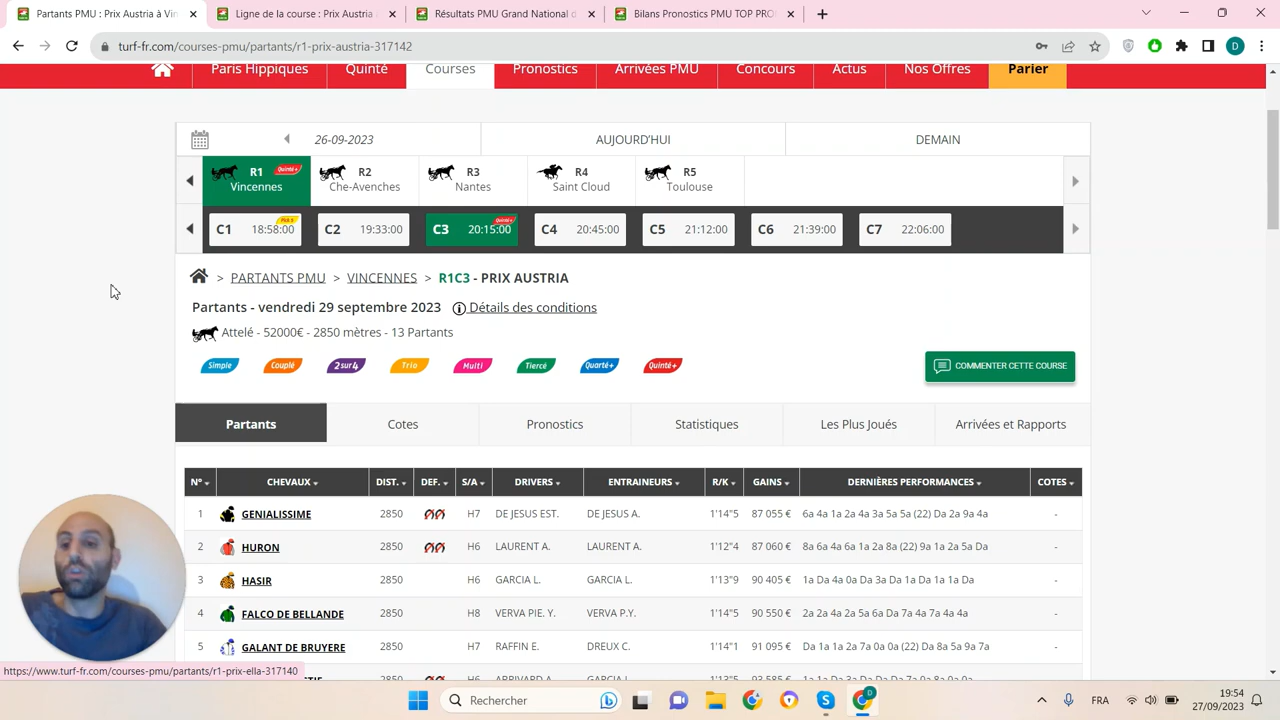 Partants PMU : Prix Austria à Vin
Ligne de la course : Prix Austria
Résultats PMU Grand National d
Bilans Pronostics PMU TOP PRO
turf-fr.com/courses-pmu/partants/r1-prix-austria-317142
D
Paris Hippiques Quinté Courses Pronostics Arrivées PMU Concours Actus Nos Offres Parier
26-09-2023 AUJOURD'HUI DEMAIN
R1 Quinté+ R2 R3 R4 R5
Vincennes Che-Avenches Nantes Saint Cloud Toulouse
C1 18:58:00 Pick 5 C2 19:33:00 C3 20:15:00 Quinté+ C4 20:45:00 C5 21:12:00 C6 21:39:00 C7 22:06:00
> PARTANTS PMU > VINCENNES > R1C3 - PRIX AUSTRIA
Partants - vendredi 29 septembre 2023 Détails des conditions
Attelé - 52000€ - 2850 mètres - 13 Partants
Simple Couplé 2sur4 Trio Multi Tiercé Quarté+ Quinté+
COMMENTER CETTE COURSE
Partants Cotes Pronostics Statistiques Les Plus Joués Arrivées et Rapports
N° CHEVAUX DIST. DEF. S/A DRIVERS ENTRAINEURS R/K GAINS DERNIÈRES PERFORMANCES COTES
1 GENIALISSIME 2850 H7 DE JESUS EST. DE JESUS A. 1'14"5 87 055 € 6a 4a 1a 2a 4a 3a 5a 5a (22) Da 2a 9a 4a -
2 HURON 2850 H6 LAURENT A. LAURENT A. 1'12"4 87 060 € 8a 6a 4a 6a 1a 2a 8a (22) 9a 1a 2a 5a Da -
3 HASIR 2850 H6 GARCIA L. GARCIA L. 1'13"9 90 405 € 1a Da 4a 0a Da 3a Da 1a Da 1a 1a Da -
4 FALCO DE BELLANDE 2850 H8 VERVA PIE. Y. VERVA P.Y. 1'14"5 90 550 € 2a 2a 4a 2a 5a 6a Da 7a 4a 7a 4a 4a -
5 GALANT DE BRUYERE 2850 H7 RAFFIN E. DREUX C. 1'14"1 91 095 € Da 1a 1a 2a 7a 0a 0a (22) Da 8a 5a 9a 7a -
https://www.turf-fr.com/courses-pmu/partants/r1-prix-ella-317140
Rechercher
FRA
19:54
27/09/2023